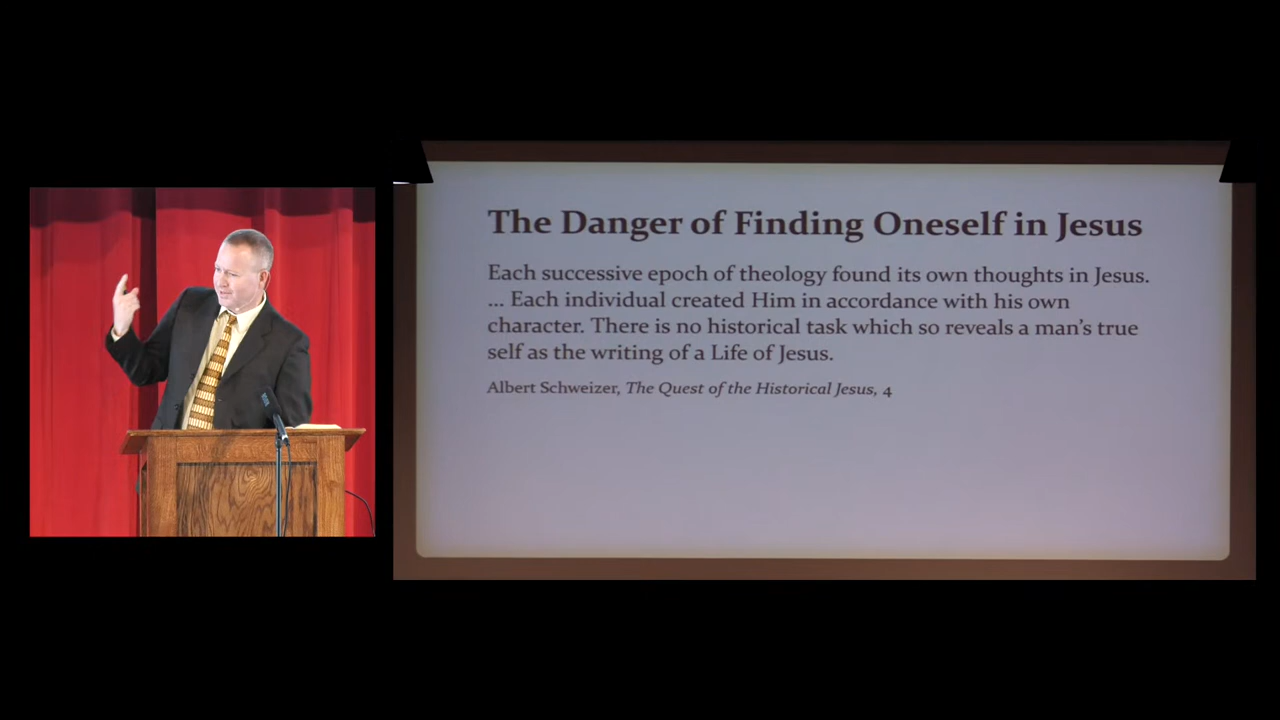 The Danger of Finding Oneself in Jesus
Each successive epoch of theology found its own thoughts in Jesus.
... Each individual created Him in accordance with his own
character. There is no historical task which so reveals a man's true
self as the writing of a Life of Jesus.
Albert Schweizer, The Quest of the Historical Jesus, 4